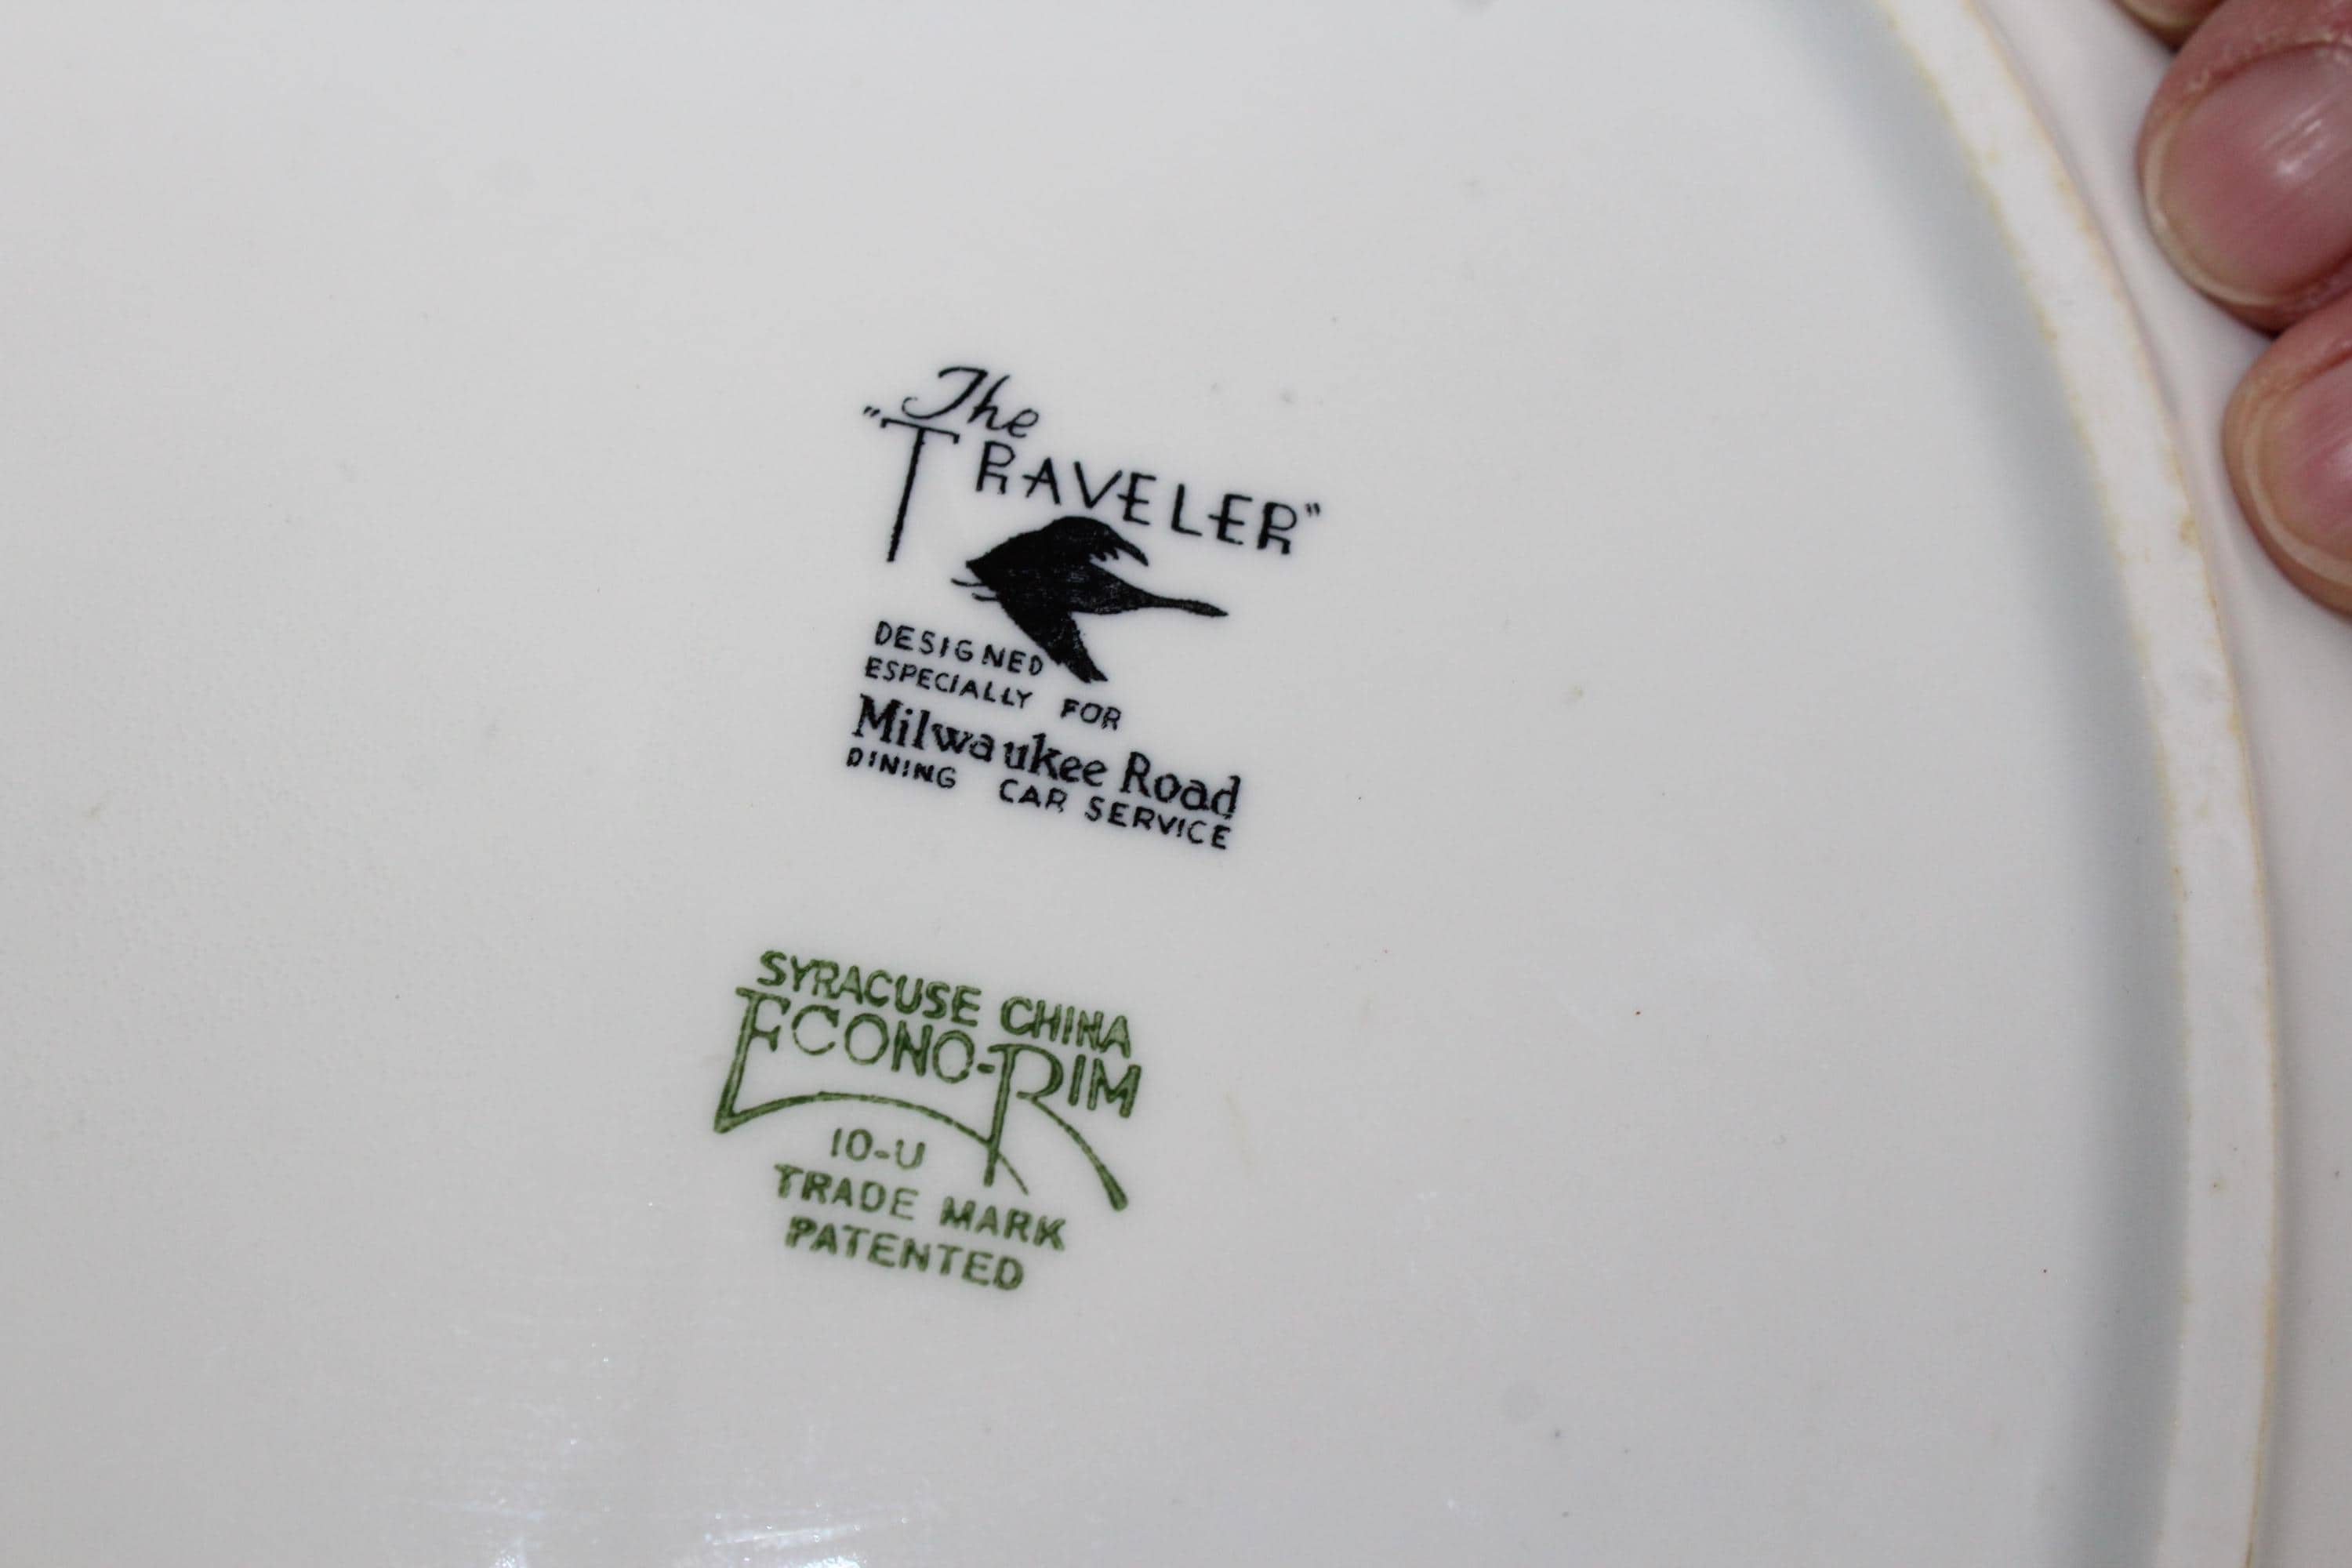 The
"TRAVELER"
DESIGNED
ESPECIALLY FOR
Milwaukee Road
DINING CAR SERVICE
SYRACUSE CHINA
ECONO-RIM
10-U
TRADE MARK
PATENTED